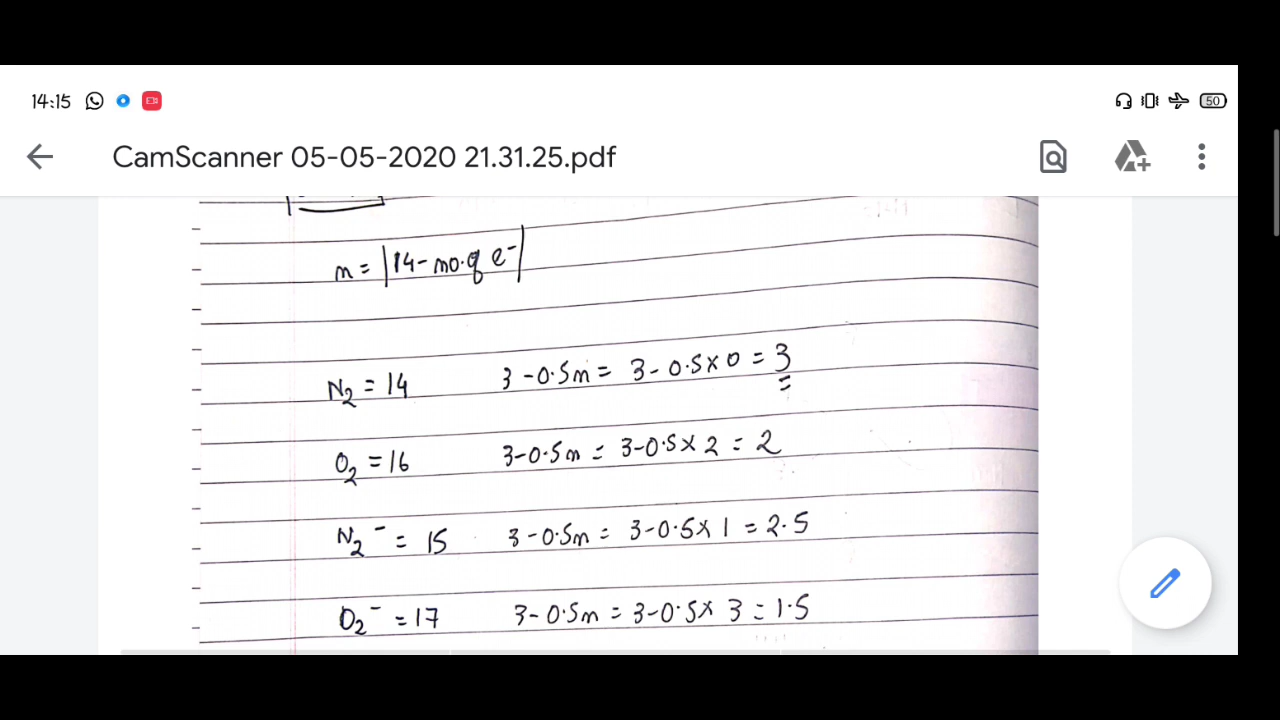 14:15
50
CamScanner 05-05-2020 21.31.25.pdf
n = |14- no. of e⁻|
N₂ = 14 3 - 0.5n = 3 - 0.5 x 0 = 3
O₂ = 16 3 - 0.5n = 3 - 0.5 x 2 = 2
N₂⁻ = 15 3 - 0.5n = 3 - 0.5 x 1 = 2.5
O₂⁻ = 17 3 - 0.5n = 3 - 0.5 x 3 = 1.5